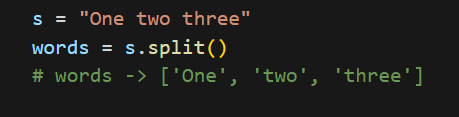 s = "One two three"
words = s.split()
# words -> ['One', 'two', 'three']